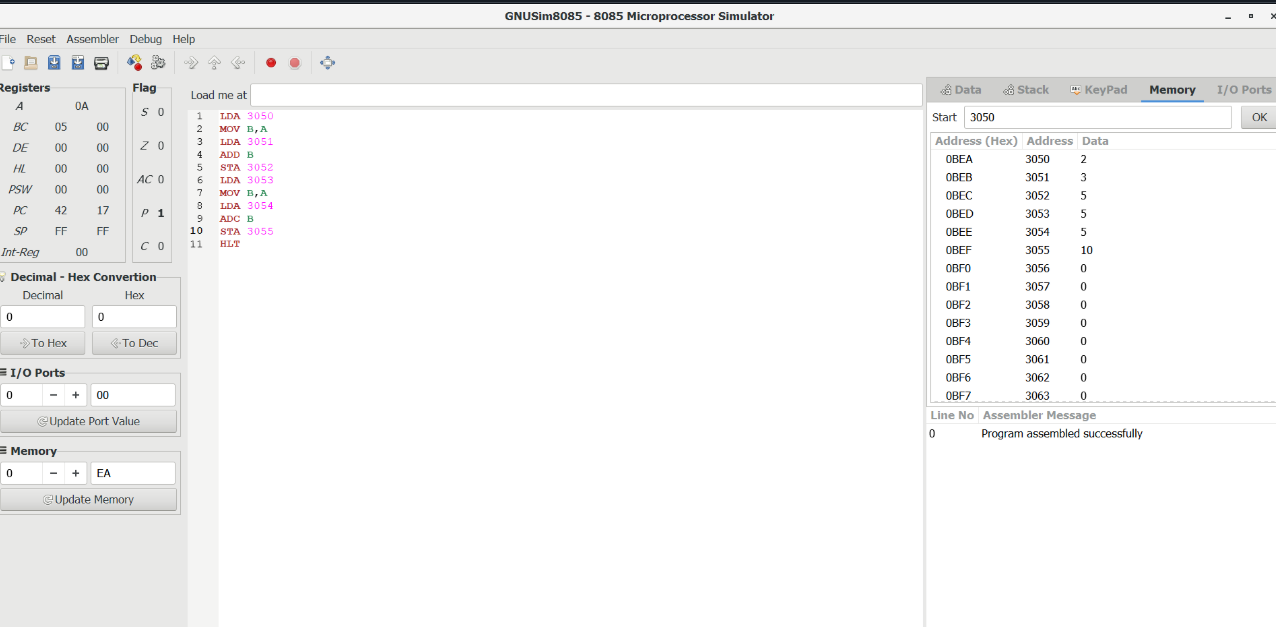 GNUSim8085 - 8085 Microprocessor Simulator
File Reset Assembler Debug Help
Registers
A 0A
BC 05 00
DE 00 00
HL 00 00
PSW 00 00
PC 42 17
SP FF FF
Int-Reg 00
Flag
S 0
Z 0
AC 0
P 1
C 0
Decimal - Hex Convertion
Decimal Hex
0 0
To Hex To Dec
I/O Ports
0 − + 00
Update Port Value
Memory
0 − + EA
Update Memory
Load me at
1 LDA 3050
2 MOV B,A
3 LDA 3051
4 ADD B
5 STA 3052
6 LDA 3053
7 MOV B,A
8 LDA 3054
9 ADC B
10 STA 3055
11 HLT
Data Stack KeyPad Memory I/O Ports
Start 3050 OK
Address (Hex) Address Data
0BEA 3050 2
0BEB 3051 3
0BEC 3052 5
0BED 3053 5
0BEE 3054 5
0BEF 3055 10
0BF0 3056 0
0BF1 3057 0
0BF2 3058 0
0BF3 3059 0
0BF4 3060 0
0BF5 3061 0
0BF6 3062 0
0BF7 3063 0
Line No Assembler Message
0 Program assembled successfully